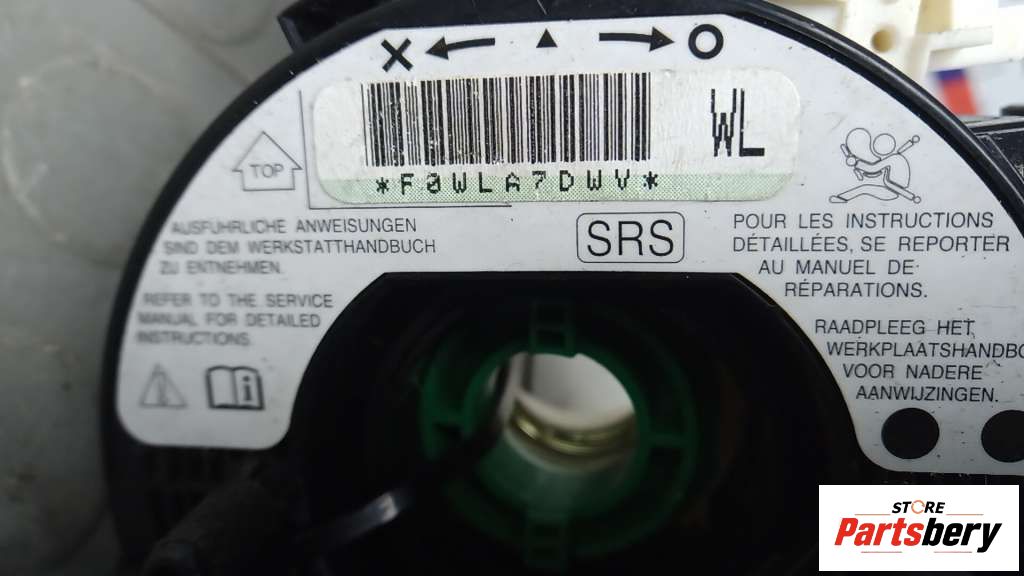 *F0WLA7DWV*
WL
TOP
SRS
AUSFÜHRLICHE ANWEISUNGEN
SIND DEM WERKSTATTHANDBUCH
ZU ENTNEHMEN.
REFER TO THE SERVICE
MANUAL FOR DETAILED
INSTRUCTIONS.
POUR LES INSTRUCTIONS
DÉTAILLÉES, SE REPORTER
AU MANUEL DE
RÉPARATIONS.
RAADPLEEG HET
WERKPLAATSHANDBO
VOOR NADERE
AANWIJZINGEN.
STORE
Partsbery